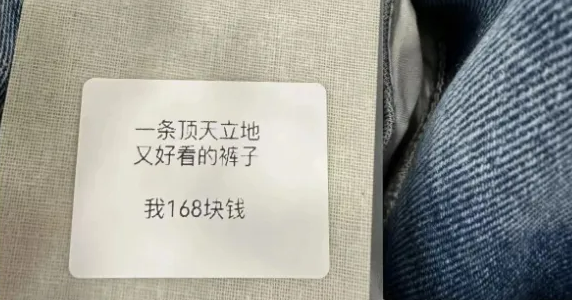 一条顶天立地
又好看的裤子
我168块钱